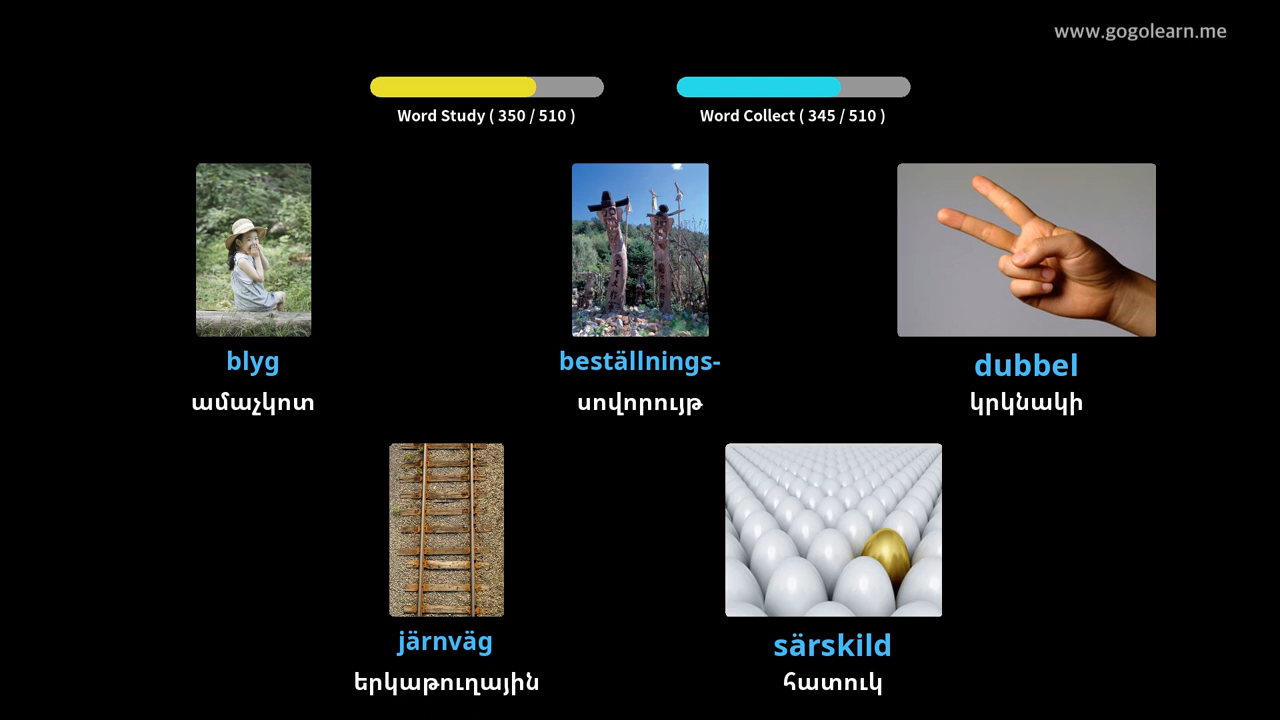 www.gogolearn.me
Word Study ( 350 / 510 )
Word Collect ( 345 / 510 )
blyg
ամաչկոտ
beställnings-
սովորույթ
dubbel
կրկնակի
järnväg
երկաթուղային
särskild
հատուկ